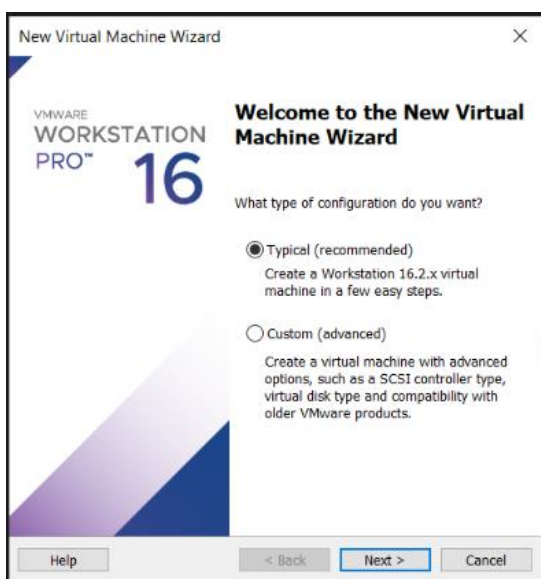 New Virtual Machine Wizard
VMWARE
WORKSTATION
PRO™
16
Welcome to the New Virtual
Machine Wizard
What type of configuration do you want?
Typical (recommended)
Create a Workstation 16.2.x virtual
machine in a few easy steps.
Custom (advanced)
Create a virtual machine with advanced
options, such as a SCSI controller type,
virtual disk type and compatibility with
older VMware products.
Help
< Back
Next >
Cancel